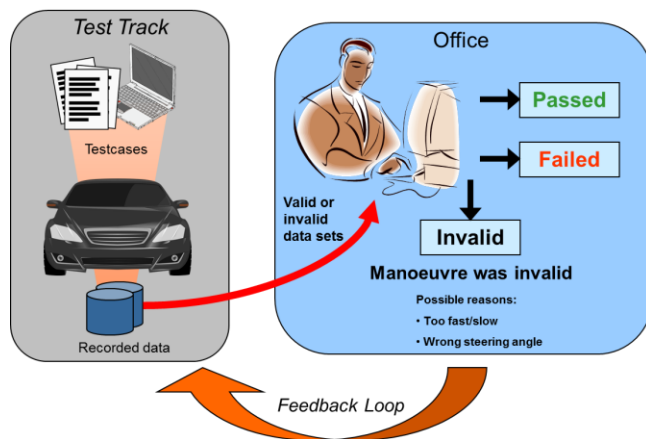 Test Track
Testcases
Recorded data
Office
Passed
Failed
Valid or
invalid
data sets
Invalid
Manoeuvre was invalid
Possible reasons:
• Too fast/slow
• Wrong steering angle
Feedback Loop